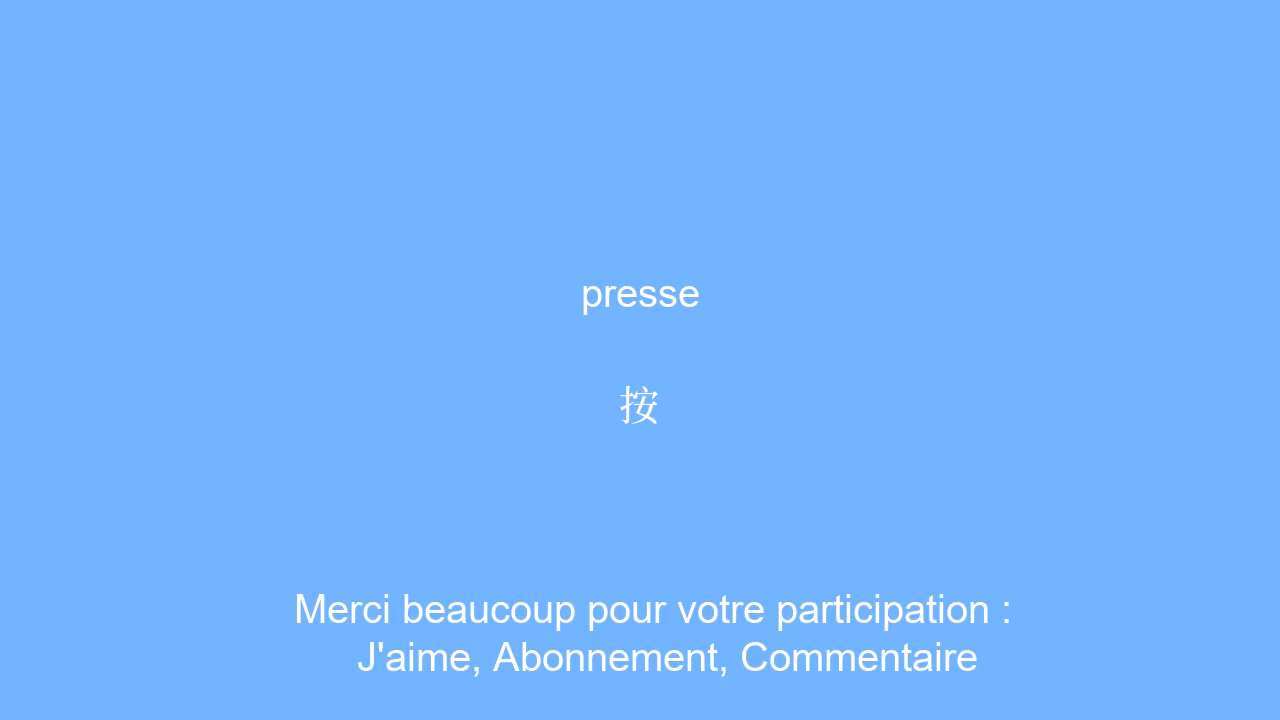 presse
按
Merci beaucoup pour votre participation :
J'aime, Abonnement, Commentaire